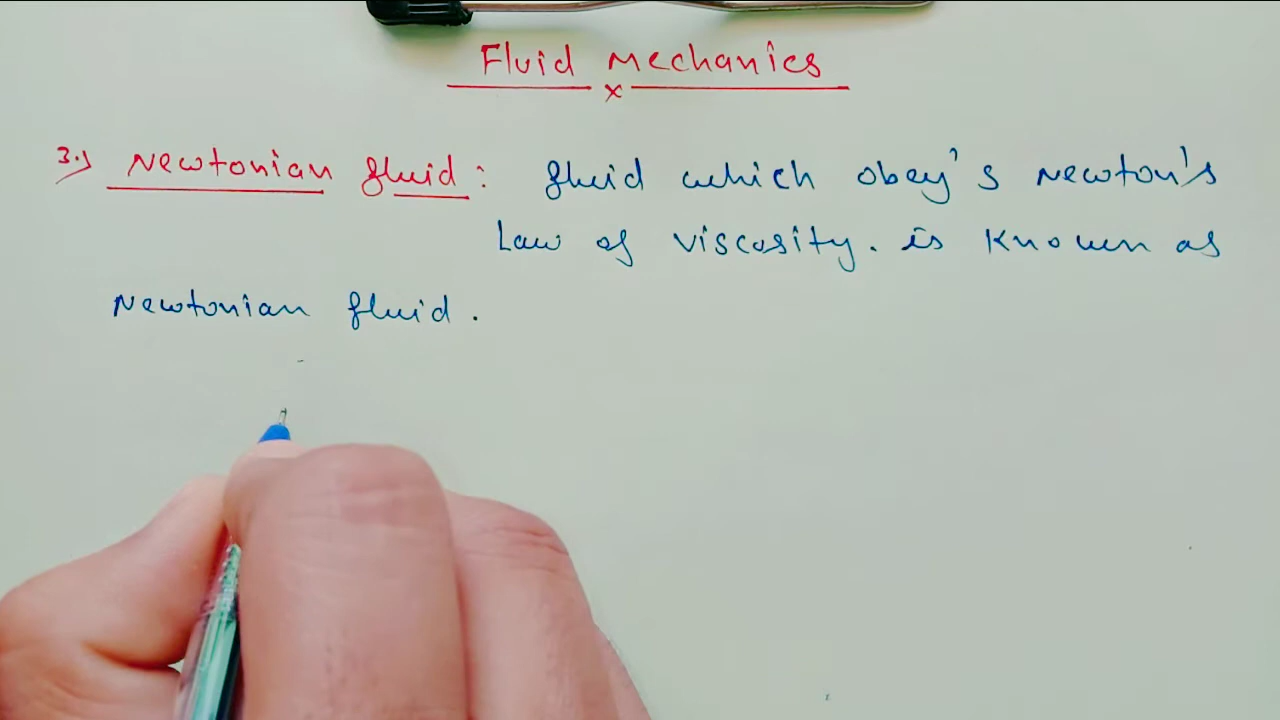 Fluid Mechanics
x
3.) Newtonian fluid: fluid which obey's Newton's
Law of viscosity. is Known as
Newtonian fluid.